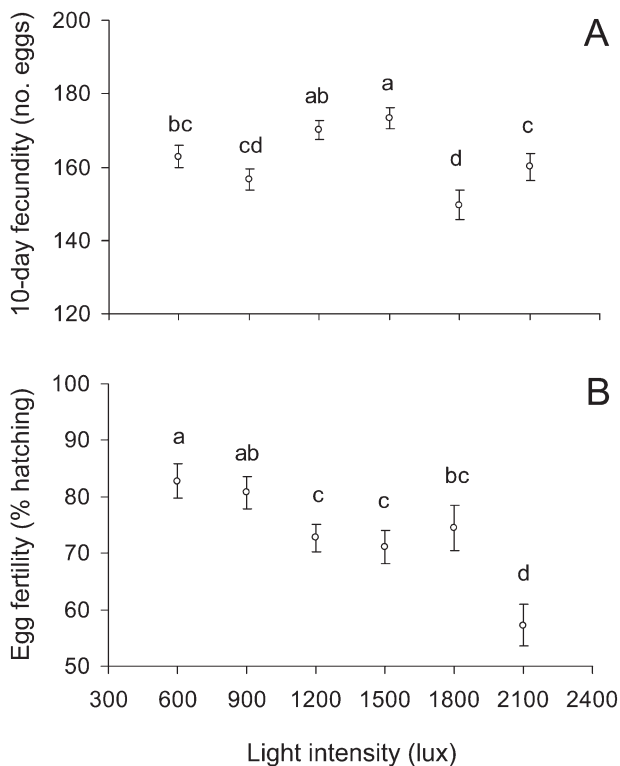 A
10-day fecundity (no. eggs)
200
180
160
140
120
bc
cd
ab
a
d
c
B
Egg fertility (% hatching)
100
90
80
70
60
50
a
ab
c
c
bc
d
300 600 900 1200 1500 1800 2100 2400
Light intensity (lux)